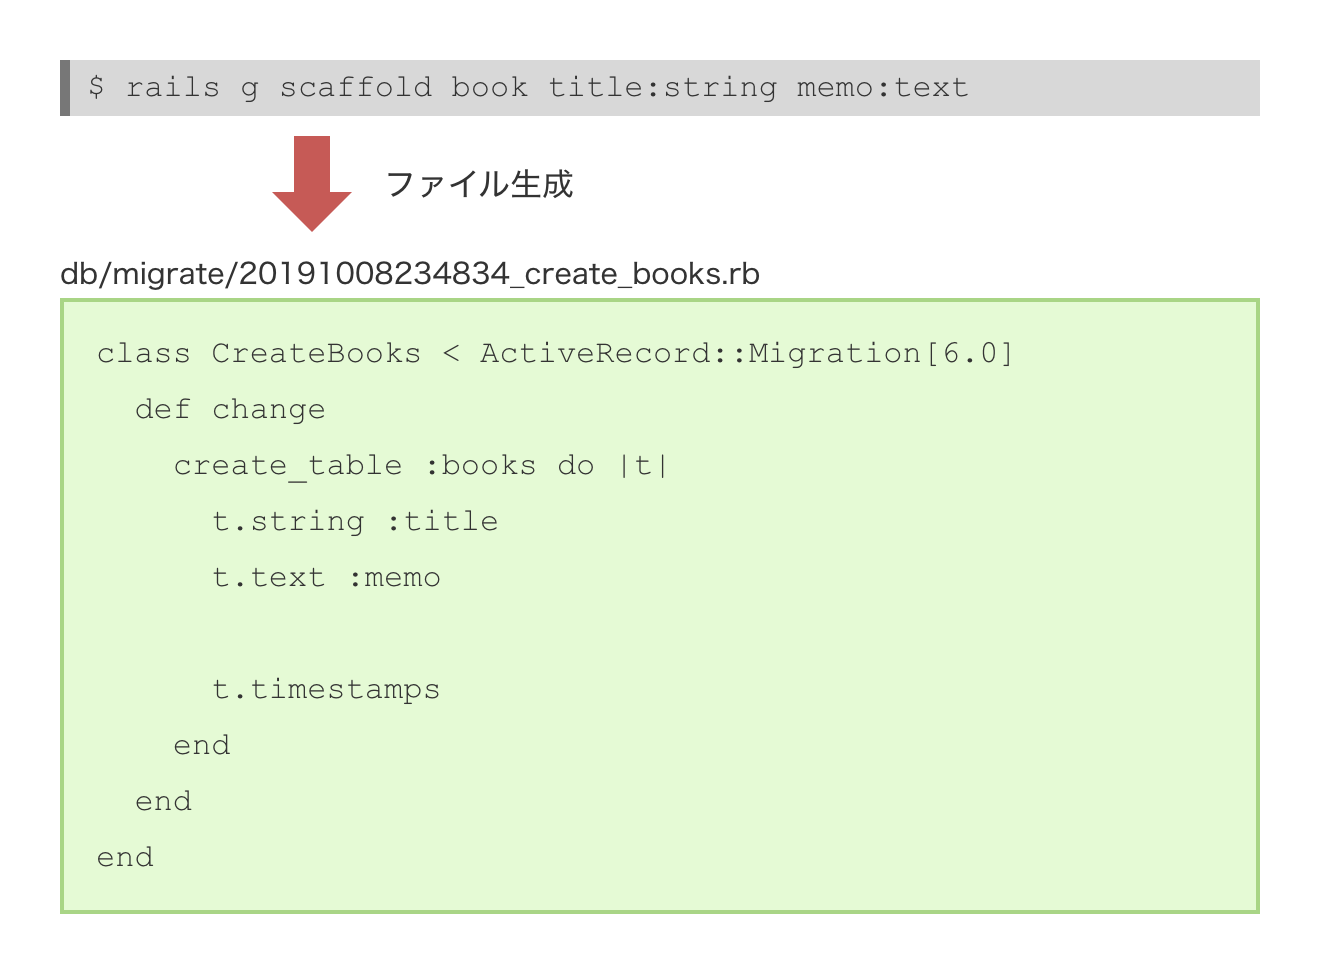 $ rails g scaffold book title:string memo:text
ファイル生成
db/migrate/20191008234834_create_books.rb
class CreateBooks < ActiveRecord::Migration[6.0]
  def change
    create_table :books do |t|
      t.string :title
      t.text :memo

      t.timestamps
    end
  end
end